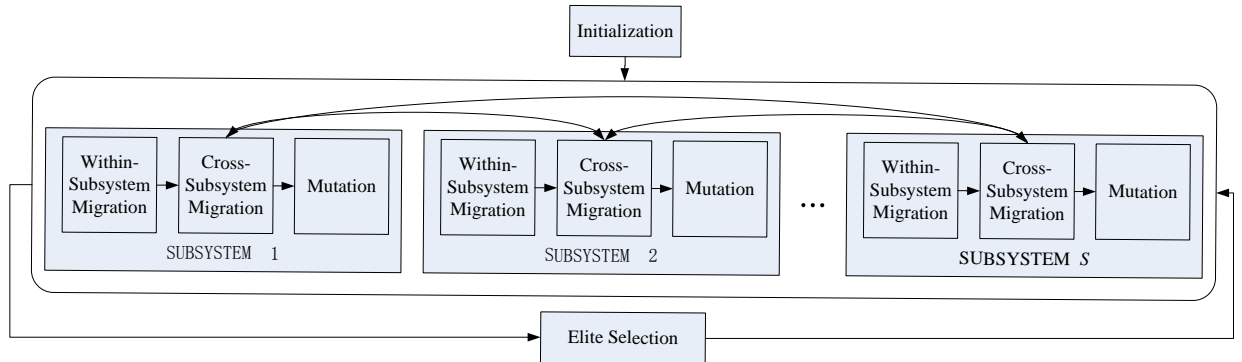 Initialization
Within-
Subsystem
Migration
Cross-
Subsystem
Migration
Mutation
SUBSYSTEM 1
Within-
Subsystem
Migration
Cross-
Subsystem
Migration
Mutation
SUBSYSTEM 2
...
Within-
Subsystem
Migration
Cross-
Subsystem
Migration
Mutation
SUBSYSTEM S
Elite Selection